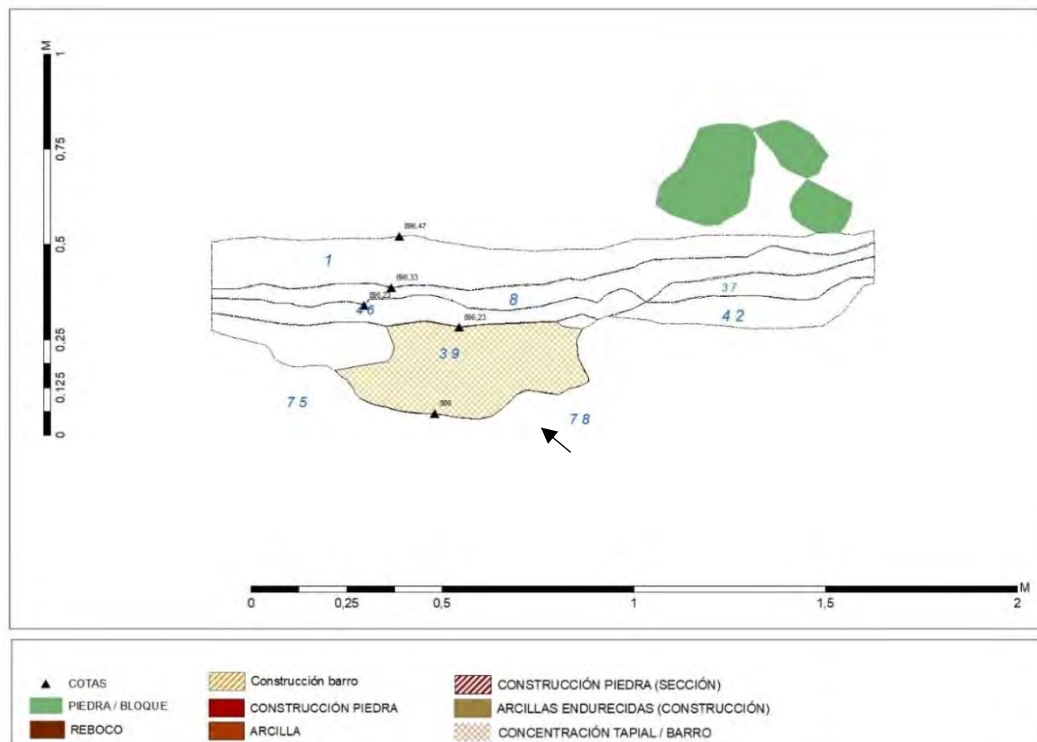 M
1
0,75
0,5
0,25
0,125
0
896,47
1
896,33
896,23
46
8
37
42
896,23
39
896
75
78
0 0,25 0,5 1 1,5 2
M
COTAS
PIEDRA / BLOQUE
REBOCO
Construcción barro
CONSTRUCCIÓN PIEDRA
ARCILLA
CONSTRUCCIÓN PIEDRA (SECCIÓN)
ARCILLAS ENDURECIDAS (CONSTRUCCIÓN)
CONCENTRACIÓN TAPIAL / BARRO